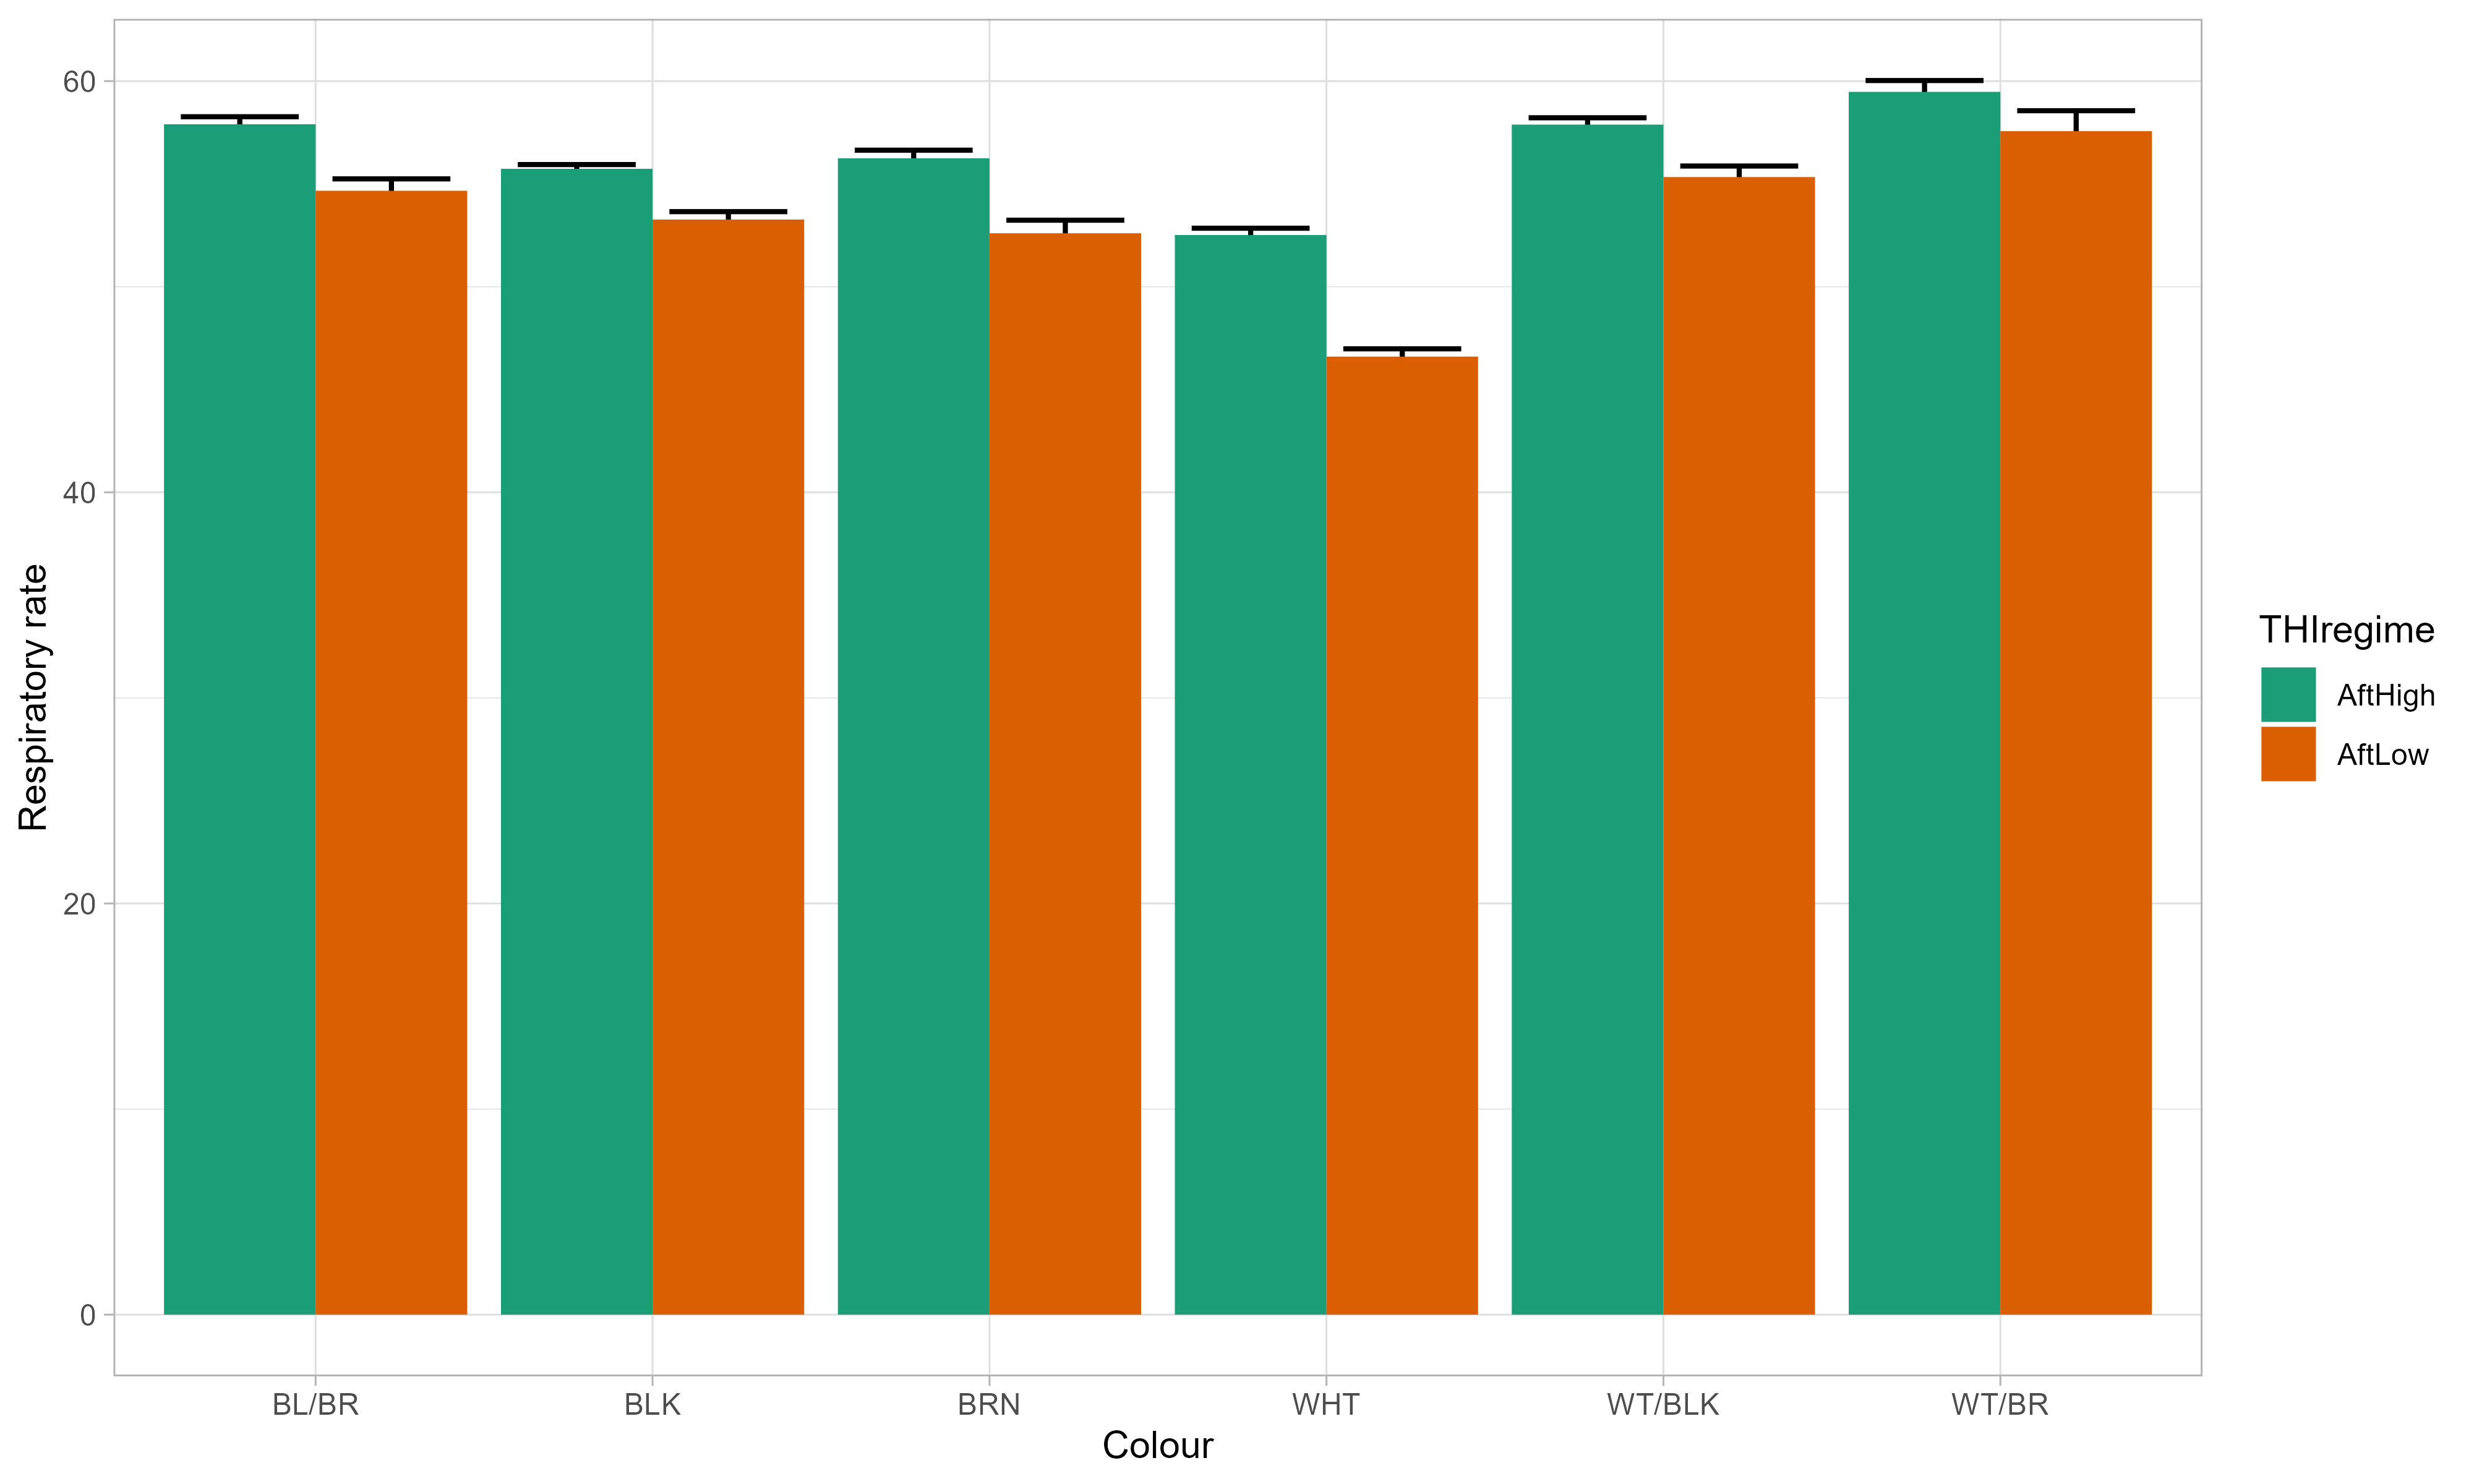 60
40
20
0
Respiratory rate
BL/BR BLK BRN WHT WT/BLK WT/BR
Colour
THIregime
AftHigh
AftLow